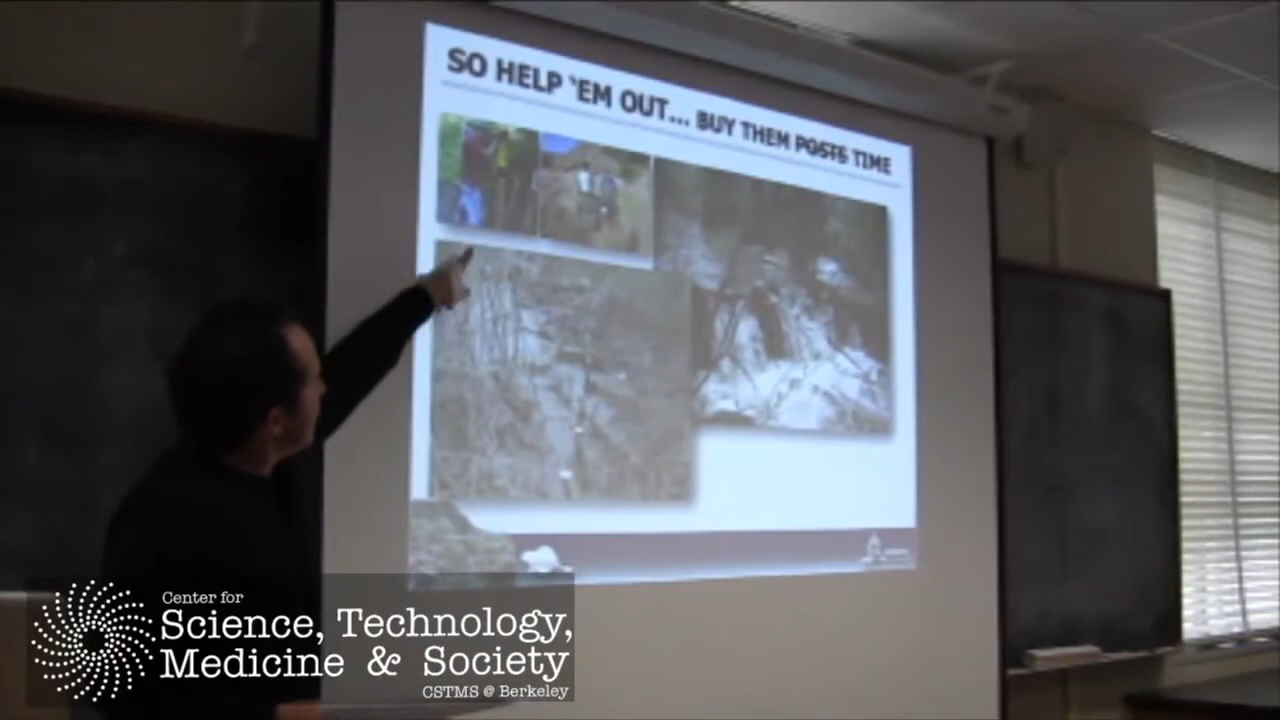 SO HELP 'EM OUT... BUY THEM POSTS TIME
Center for
Science, Technology,
Medicine & Society
CSTMS @ Berkeley